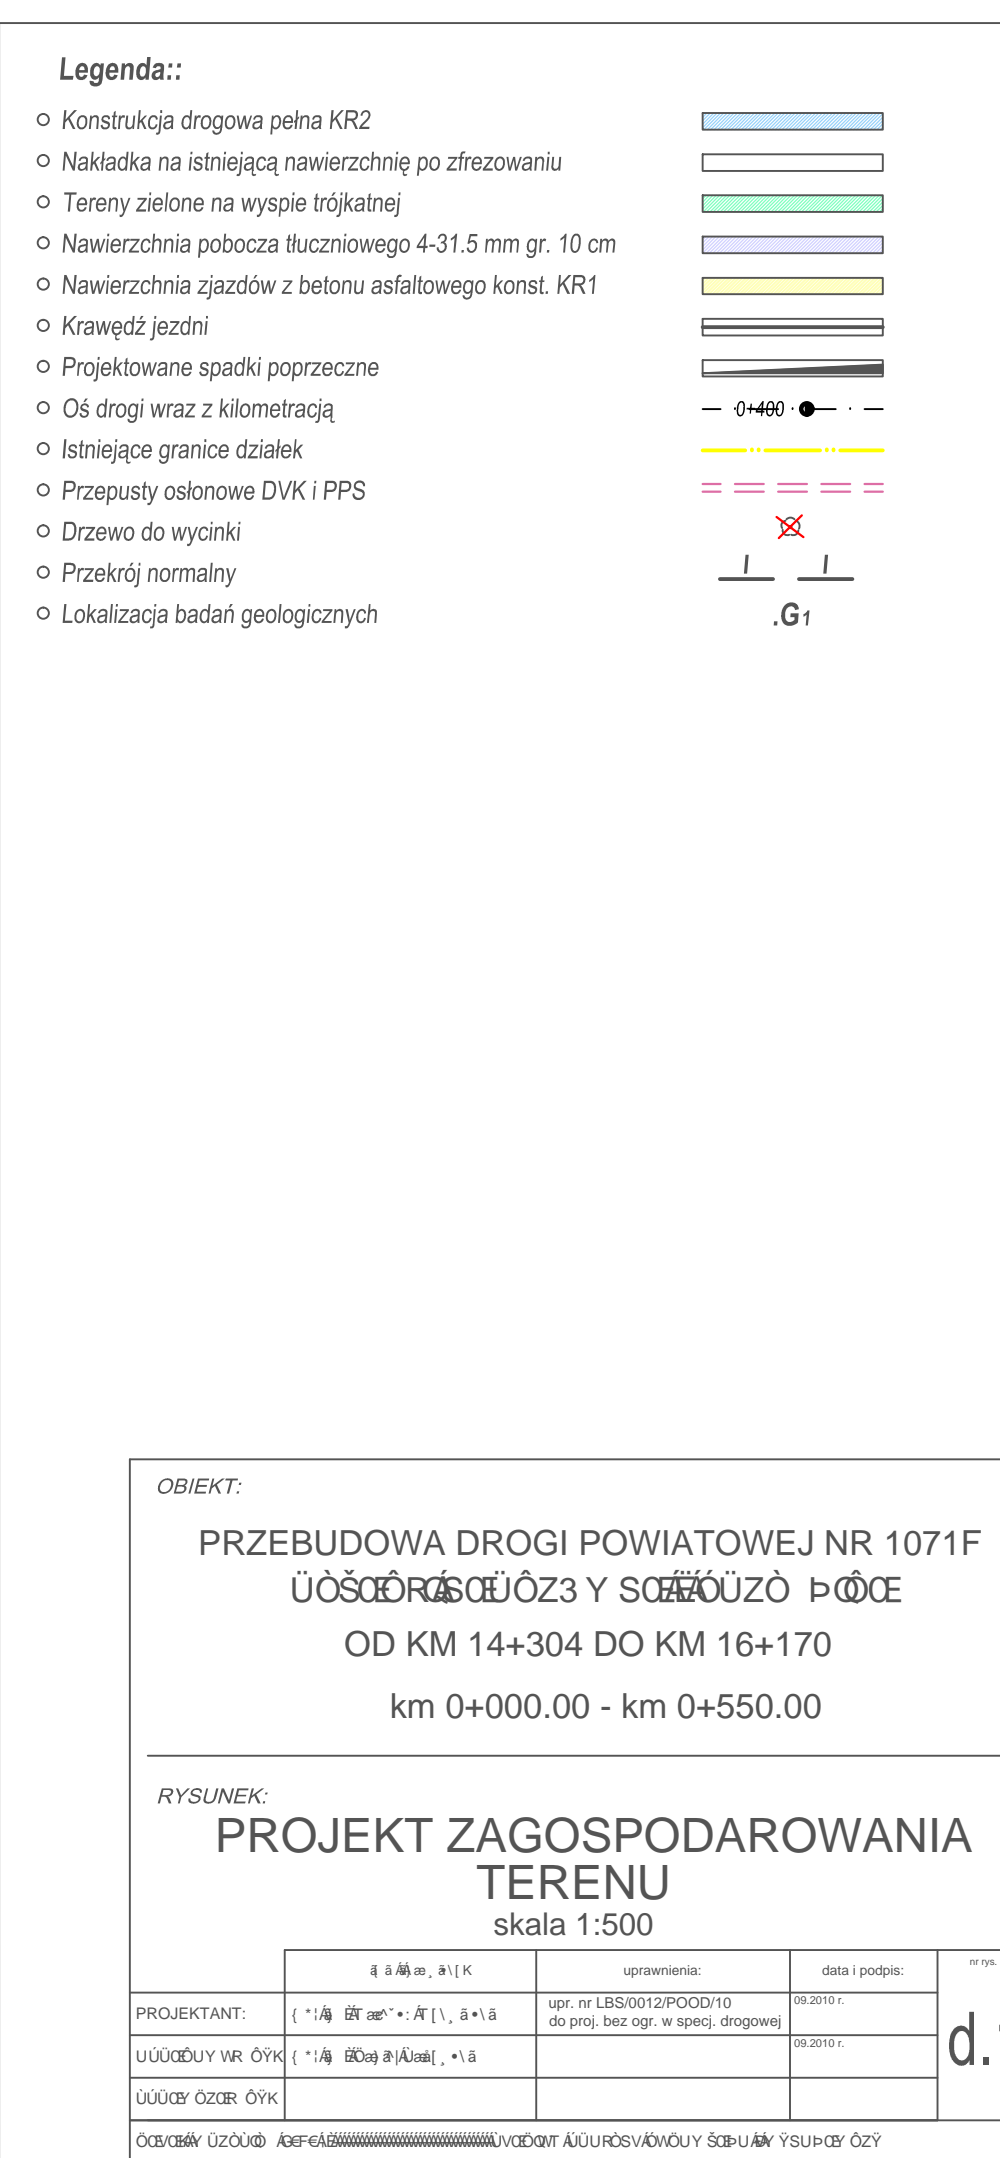 Legenda::
Konstrukcja drogowa pełna KR2
Nakładka na istniejącą nawierzchnię po zfrezowaniu
Tereny zielone na wyspie trójkatnej
Nawierzchnia pobocza tłuczniowego 4-31.5 mm gr. 10 cm
Nawierzchnia zjazdów z betonu asfaltowego konst. KR1
Krawędź jezdni
Projektowane spadki poprzeczne
Oś drogi wraz z kilometracją 0+400
Istniejące granice działek
Przepusty osłonowe DVK i PPS
Drzewo do wycinki
Przekrój normalny I I
Lokalizacja badań geologicznych .G1
OBIEKT:
PRZEBUDOWA DROGI POWIATOWEJ NR 1071F
OD KM 14+304 DO KM 16+170
km 0+000.00 - km 0+550.00
RYSUNEK:
PROJEKT ZAGOSPODAROWANIA
TERENU
skala 1:500
uprawnienia: data i podpis: nr rys.
PROJEKTANT: upr. nr LBS/0012/POOD/10 09.2010 r.
do proj. bez ogr. w specj. drogowej
09.2010 r.